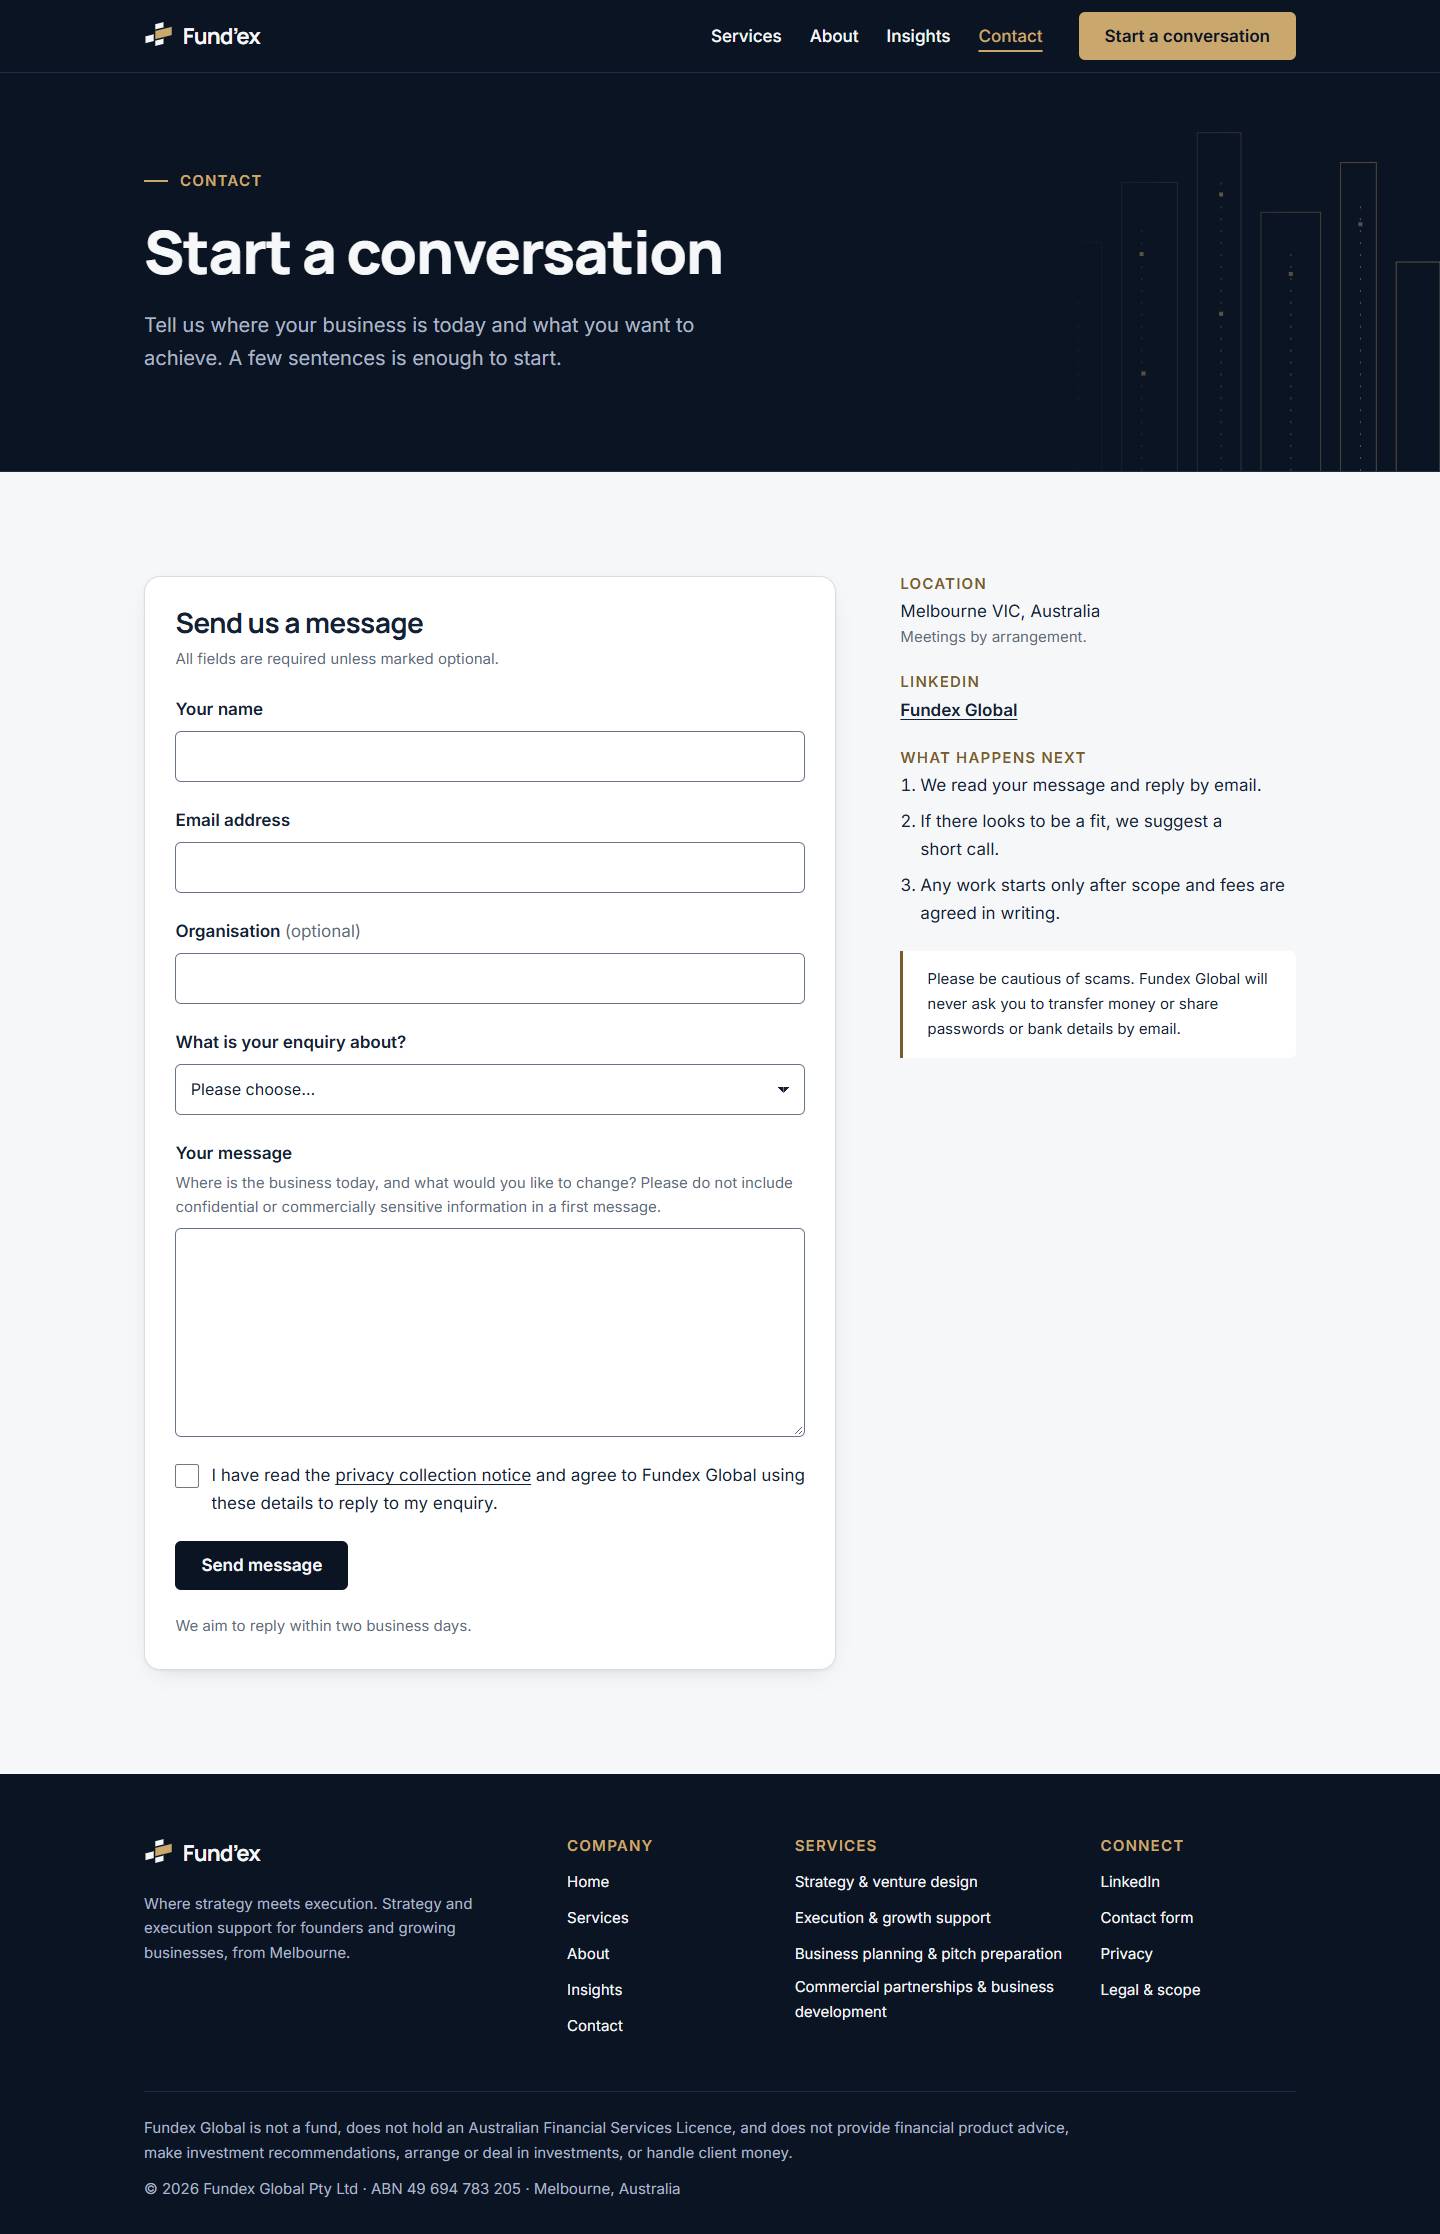 Fund’ex
Services
About
Insights
Contact
Start a conversation
CONTACT
Start a conversation
Tell us where your business is today and what you want to
achieve. A few sentences is enough to start.
Send us a message
All fields are required unless marked optional.
Your name
Email address
Organisation (optional)
What is your enquiry about?
Please choose...
Your message
Where is the business today, and what would you like to change? Please do not include
confidential or commercially sensitive information in a first message.
I have read the privacy collection notice and agree to Fundex Global using
these details to reply to my enquiry.
Send message
We aim to reply within two business days.
LOCATION
Melbourne VIC, Australia
Meetings by arrangement.
LINKEDIN
Fundex Global
WHAT HAPPENS NEXT
1. We read your message and reply by email.
2. If there looks to be a fit, we suggest a
short call.
3. Any work starts only after scope and fees are
agreed in writing.
Please be cautious of scams. Fundex Global will
never ask you to transfer money or share
passwords or bank details by email.
Fund’ex
Where strategy meets execution. Strategy and
execution support for founders and growing
businesses, from Melbourne.
COMPANY
Home
Services
About
Insights
Contact
SERVICES
Strategy & venture design
Execution & growth support
Business planning & pitch preparation
Commercial partnerships & business
development
CONNECT
LinkedIn
Contact form
Privacy
Legal & scope
Fundex Global is not a fund, does not hold an Australian Financial Services Licence, and does not provide financial product advice,
make investment recommendations, arrange or deal in investments, or handle client money.
© 2026 Fundex Global Pty Ltd · ABN 49 694 783 205 · Melbourne, Australia